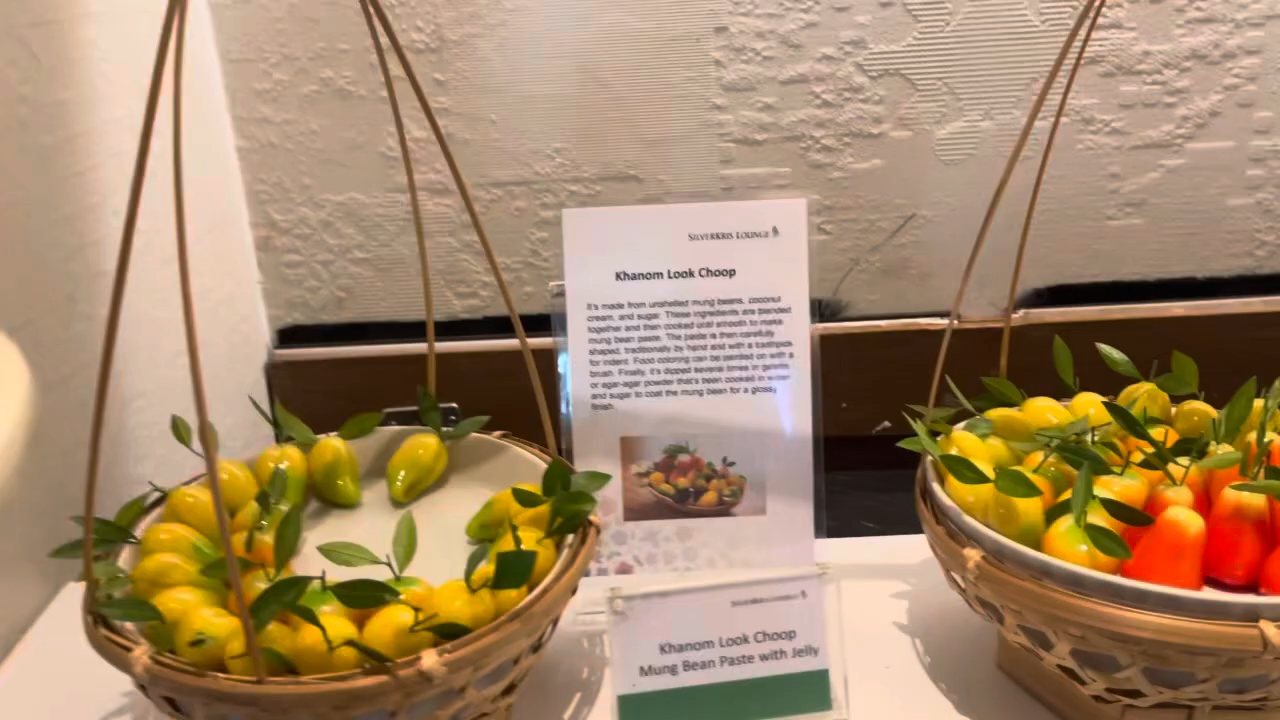 SILVERKRIS LOUNGE
Khanom Look Choop
It's made from unshelled mung beans, coconut
cream, and sugar. These ingredients are blended
together and then cooked until smooth to make
mung bean paste. The paste is then carefully
shaped, traditionally by hand and with a toothpick
for indent. Food coloring can be painted on with a
brush. Finally, it's dipped several times in gelatin
or agar-agar powder that's been cooked in water
and sugar to coat the mung bean for a glossy
finish.
SILVERKRIS LOUNGE
Khanom Look Choop
Mung Bean Paste with Jelly